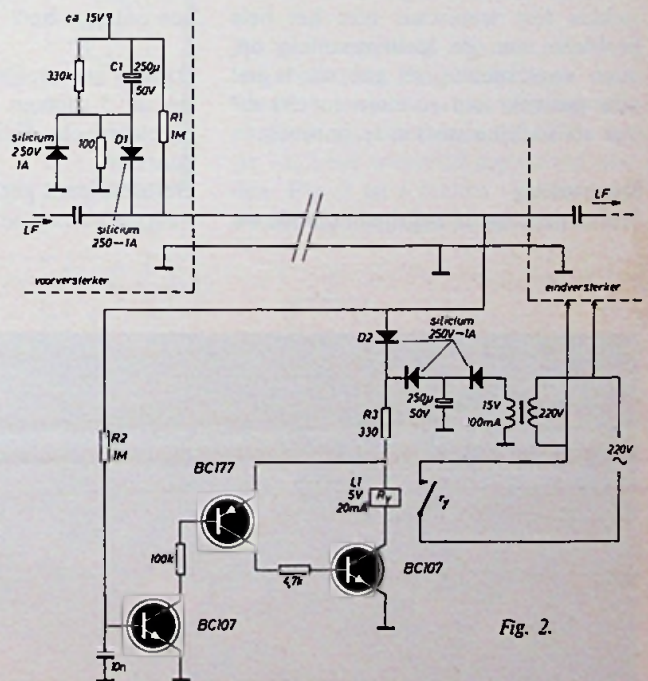 ca 15V
330k
C1
250µ
50V
R1
1M
silicium
250V
1A
100
D1
silicium
250-1A
LF
voorversterker
LF
eindversterker
D2
silicium
250V-1A
250µ
50V
15V
100mA
220V
220V
~
R3
330
R2
1M
BC177
L1
5V
20mA
Ry
ry
100k
4,7k
BC107
BC107
10n
Fig. 2.